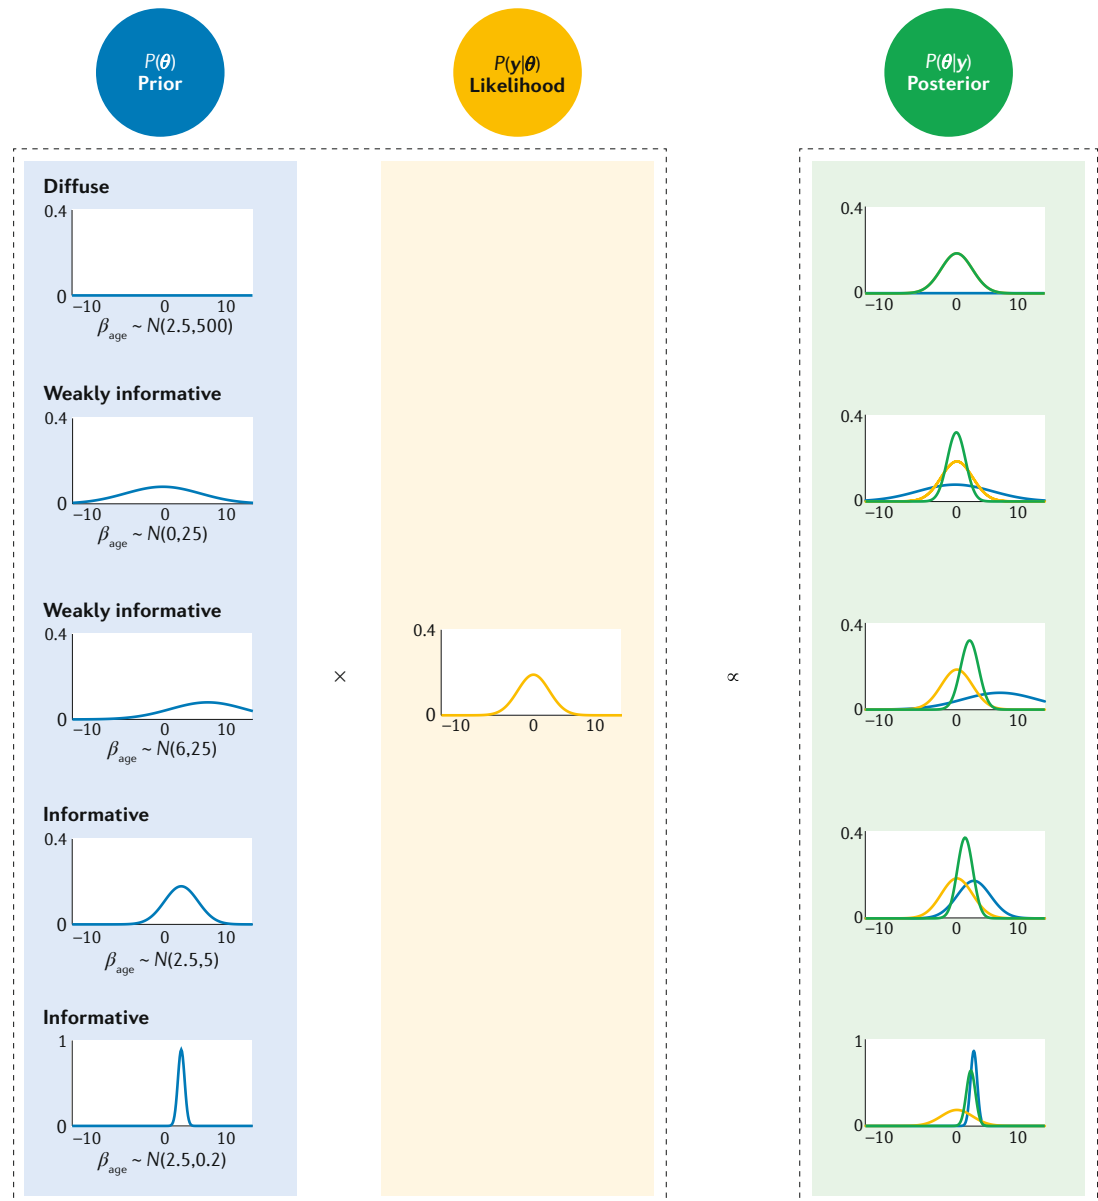 P(θ)
Prior
P(y|θ)
Likelihood
P(θ|y)
Posterior
Diffuse
0.4
0
−10 0 10
β_age ~ N(2.5,500)
Weakly informative
0.4
0
−10 0 10
β_age ~ N(0,25)
Weakly informative
0.4
0
−10 0 10
β_age ~ N(6,25)
Informative
0.4
0
−10 0 10
β_age ~ N(2.5,5)
Informative
1
0
−10 0 10
β_age ~ N(2.5,0.2)
×
0.4
0
−10 0 10
∝
0.4
0
−10 0 10
0.4
0
−10 0 10
0.4
0
−10 0 10
0.4
0
−10 0 10
1
0
−10 0 10